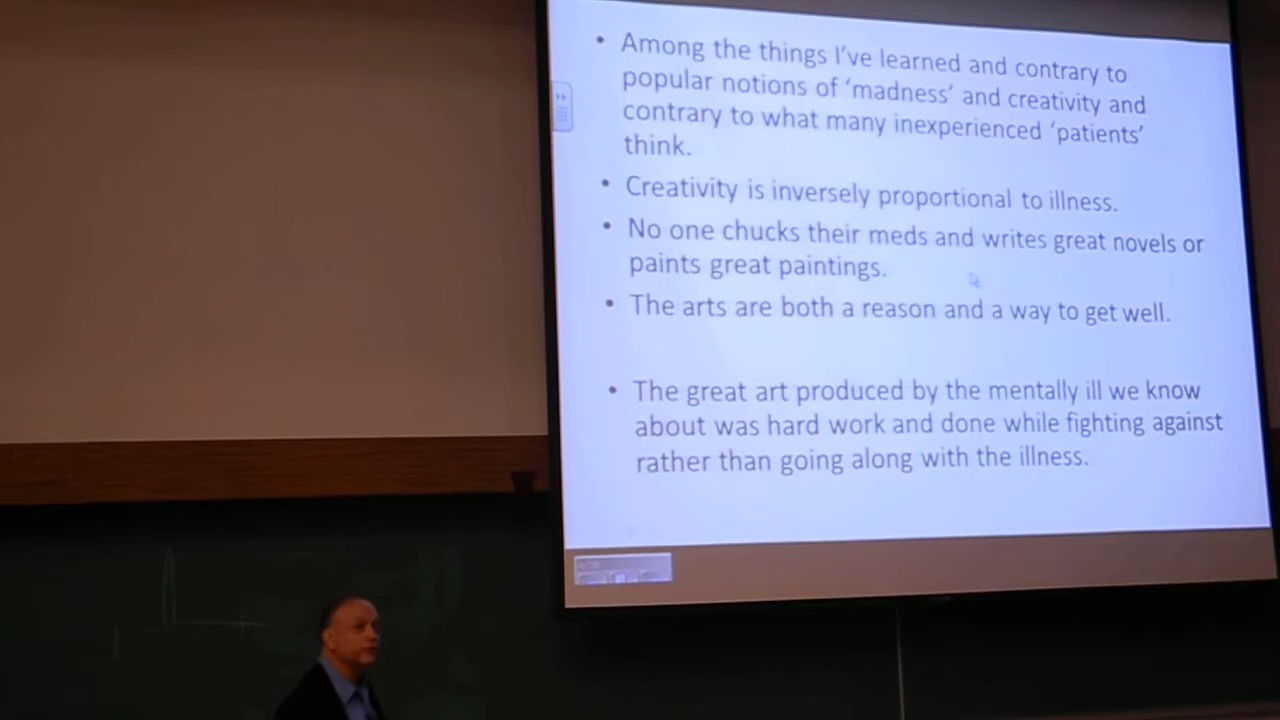 • Among the things I've learned and contrary to
popular notions of 'madness' and creativity and
contrary to what many inexperienced 'patients'
think.
• Creativity is inversely proportional to illness.
• No one chucks their meds and writes great novels or
paints great paintings.
• The arts are both a reason and a way to get well.
• The great art produced by the mentally ill we know
about was hard work and done while fighting against
rather than going along with the illness.